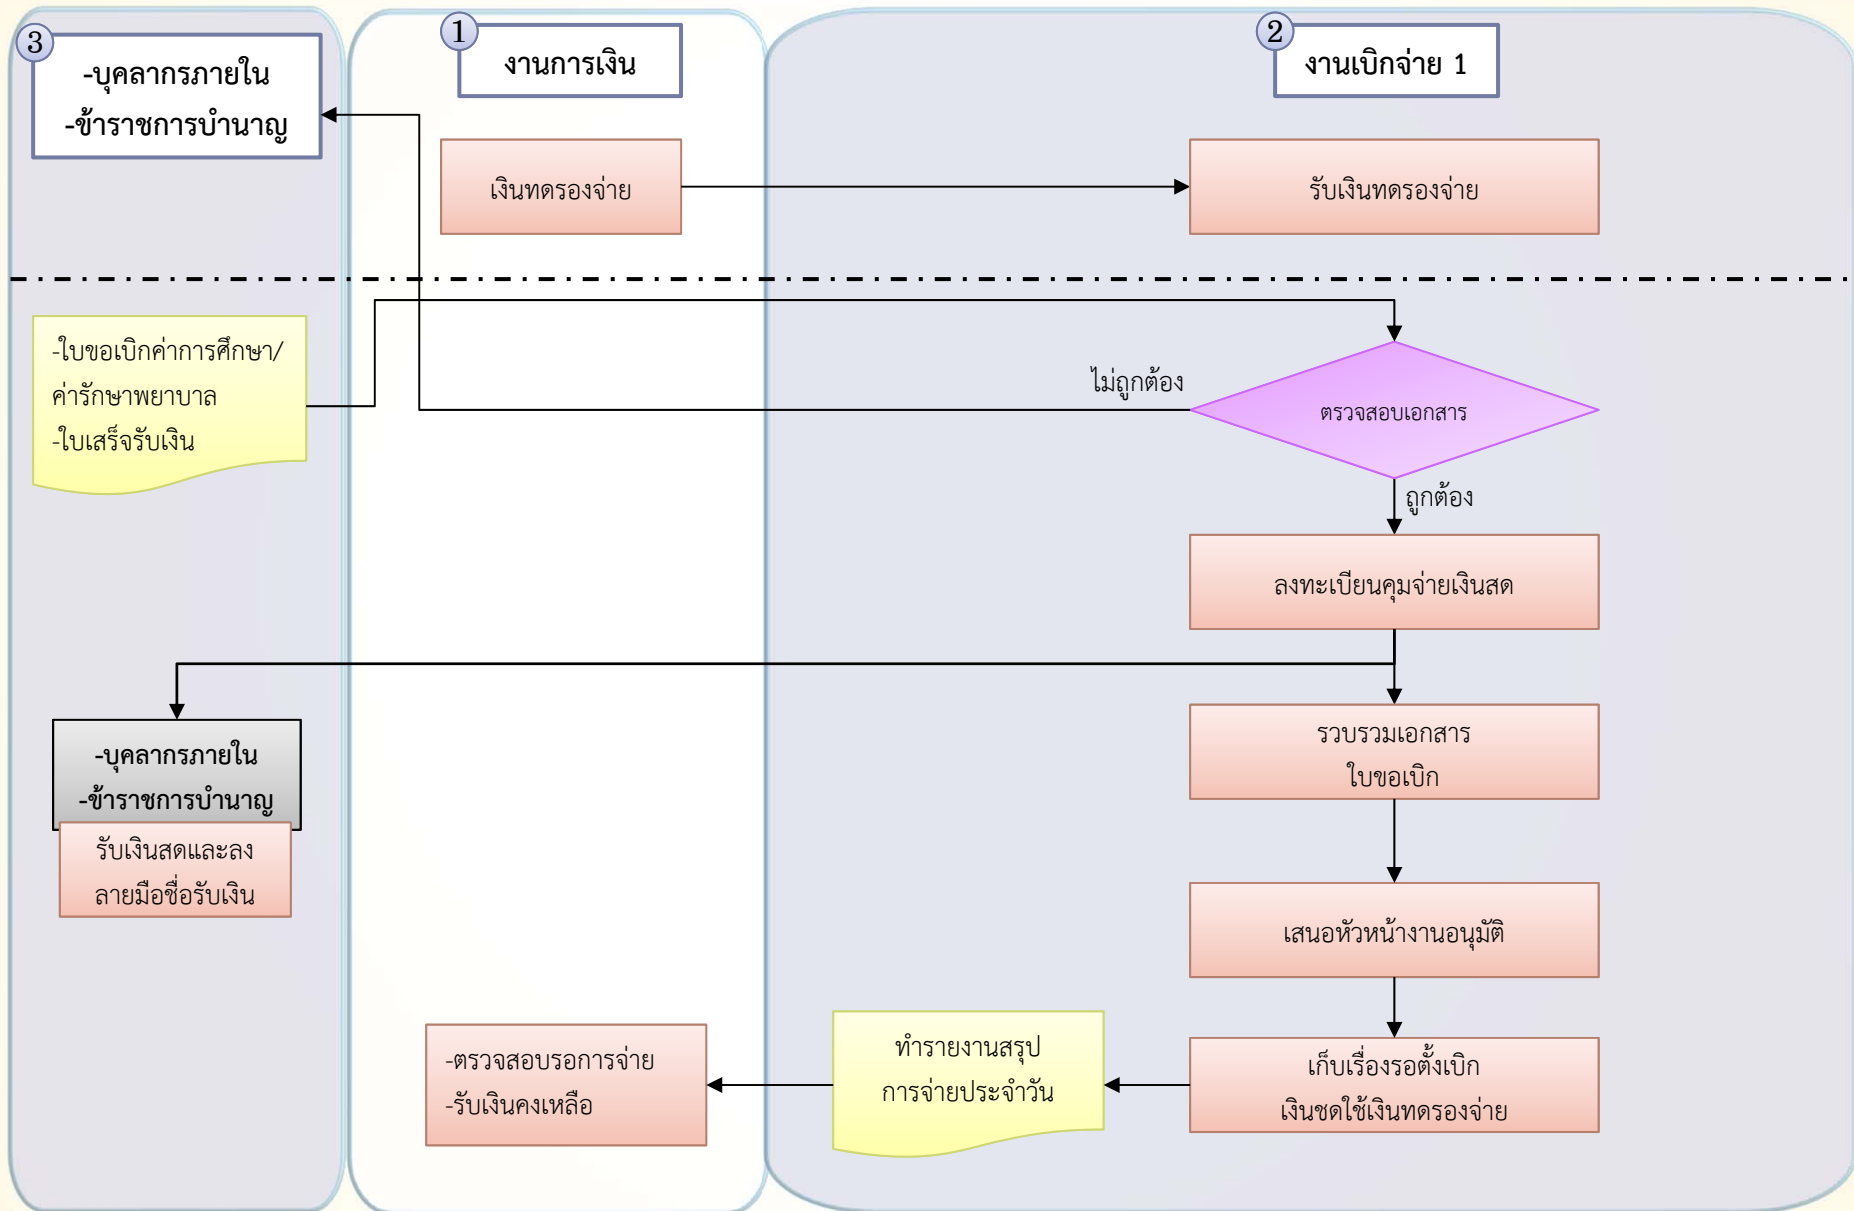 3
-บุคลากรภายใน
-ข้าราชการบำนาญ
1
งานการเงิน
2
งานเบิกจ่าย 1
เงินทดรองจ่าย
รับเงินทดรองจ่าย
-ใบขอเบิกค่าการศึกษา/
ค่ารักษาพยาบาล
-ใบเสร็จรับเงิน
ไม่ถูกต้อง
ตรวจสอบเอกสาร
ถูกต้อง
ลงทะเบียนคุมจ่ายเงินสด
-บุคลากรภายใน
-ข้าราชการบำนาญ
รับเงินสดและลง
ลายมือชื่อรับเงิน
รวบรวมเอกสาร
ใบขอเบิก
เสนอหัวหน้างานอนุมัติ
เก็บเรื่องรอตั้งเบิก
เงินชดใช้เงินทดรองจ่าย
ทำรายงานสรุป
การจ่ายประจำวัน
-ตรวจสอบรอการจ่าย
-รับเงินคงเหลือ